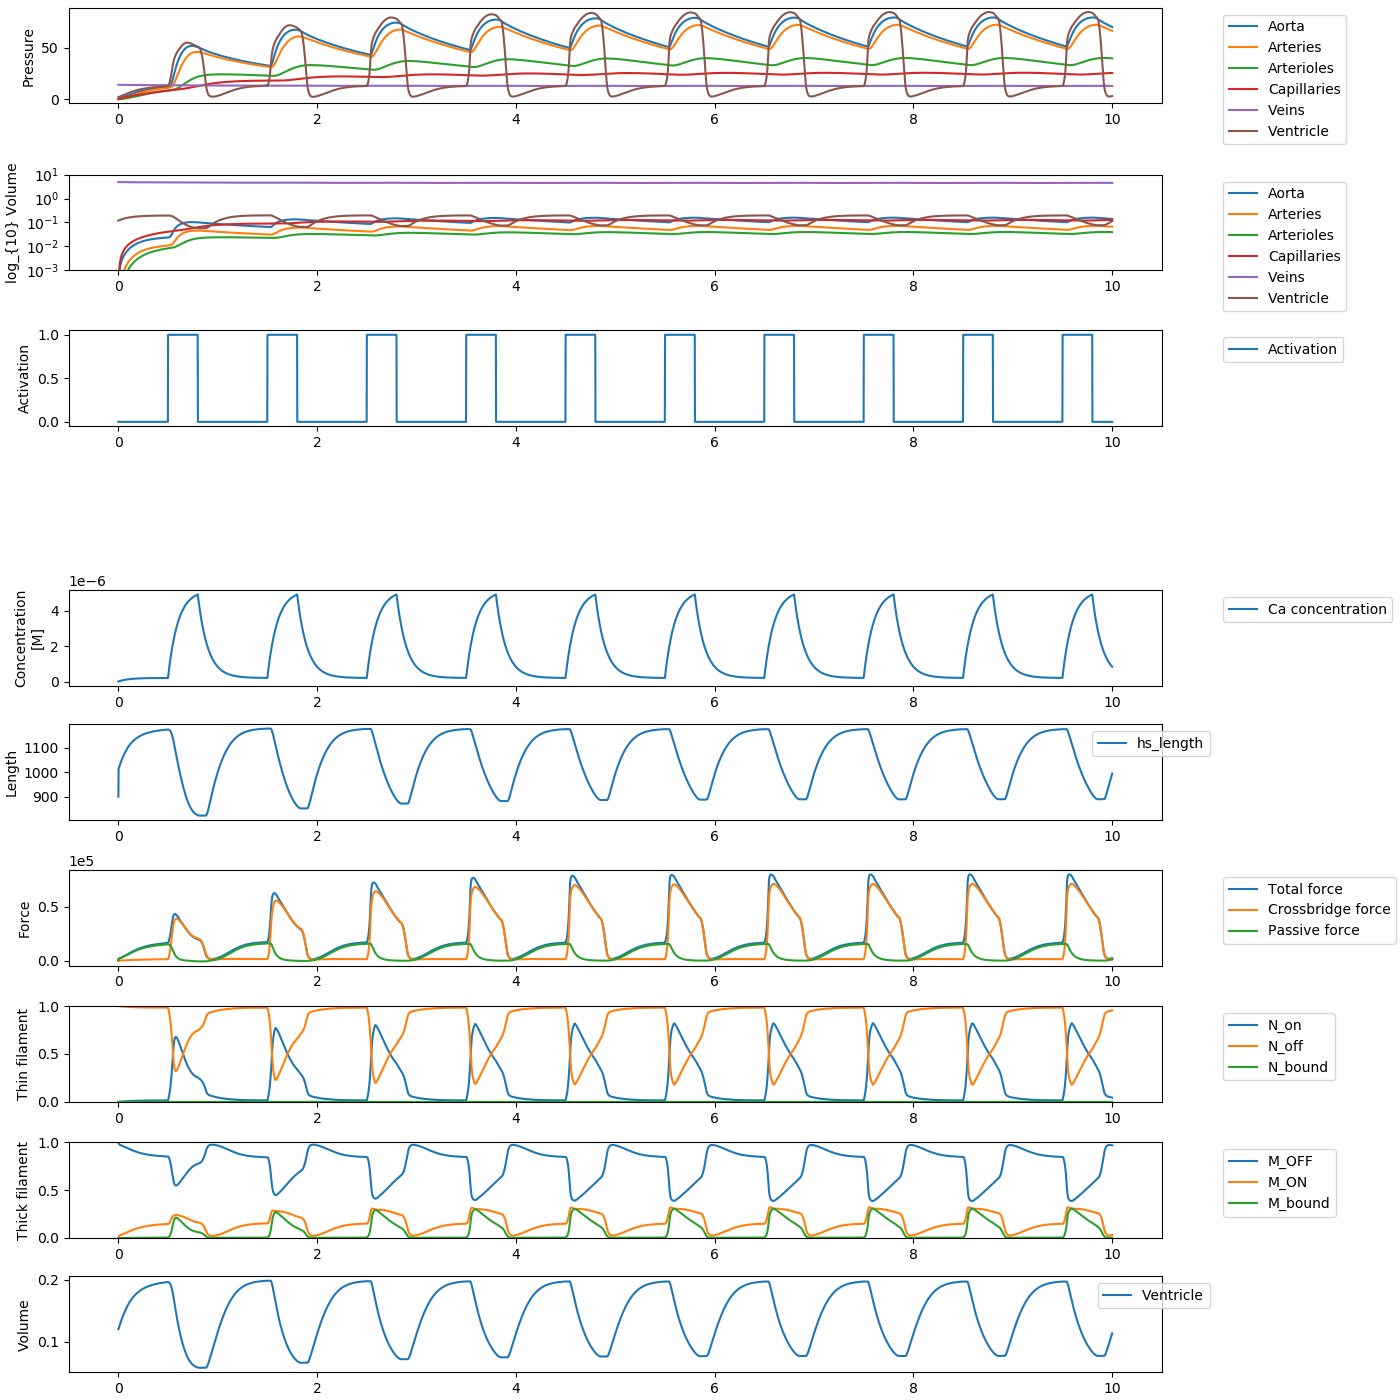 Pressure
50
0
0 2 4 6 8 10
Aorta
Arteries
Arterioles
Capillaries
Veins
Ventricle
log_{10} Volume
10^1
10^0
10^−1
10^−2
10^−3
0 2 4 6 8 10
Aorta
Arteries
Arterioles
Capillaries
Veins
Ventricle
Activation
1.0
0.5
0.0
0 2 4 6 8 10
Activation
1e−6
Concentration
[M]
4
2
0
0 2 4 6 8 10
Ca concentration
Length
1100
1000
900
0 2 4 6 8 10
hs_length
1e5
Force
0.5
0.0
0 2 4 6 8 10
Total force
Crossbridge force
Passive force
Thin filament
1.0
0.5
0.0
0 2 4 6 8 10
N_on
N_off
N_bound
Thick filament
1.0
0.5
0.0
0 2 4 6 8 10
M_OFF
M_ON
M_bound
Volume
0.2
0.1
0 2 4 6 8 10
Ventricle